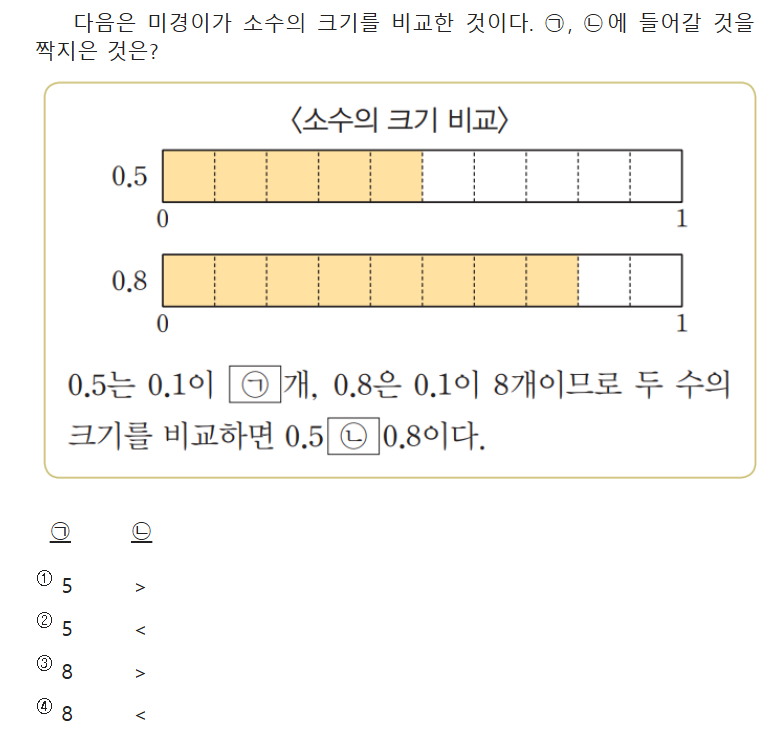 다음은 미경이가 소수의 크기를 비교한 것이다. ㉠, ㉡에 들어갈 것을
짝지은 것은?
〈소수의 크기 비교〉
0.5
0 1
0.8
0 1
0.5는 0.1이 ㉠ 개, 0.8은 0.1이 8개이므로 두 수의
크기를 비교하면 0.5 ㉡ 0.8이다.
㉠ ㉡
① 5 >
② 5 <
③ 8 >
④ 8 <